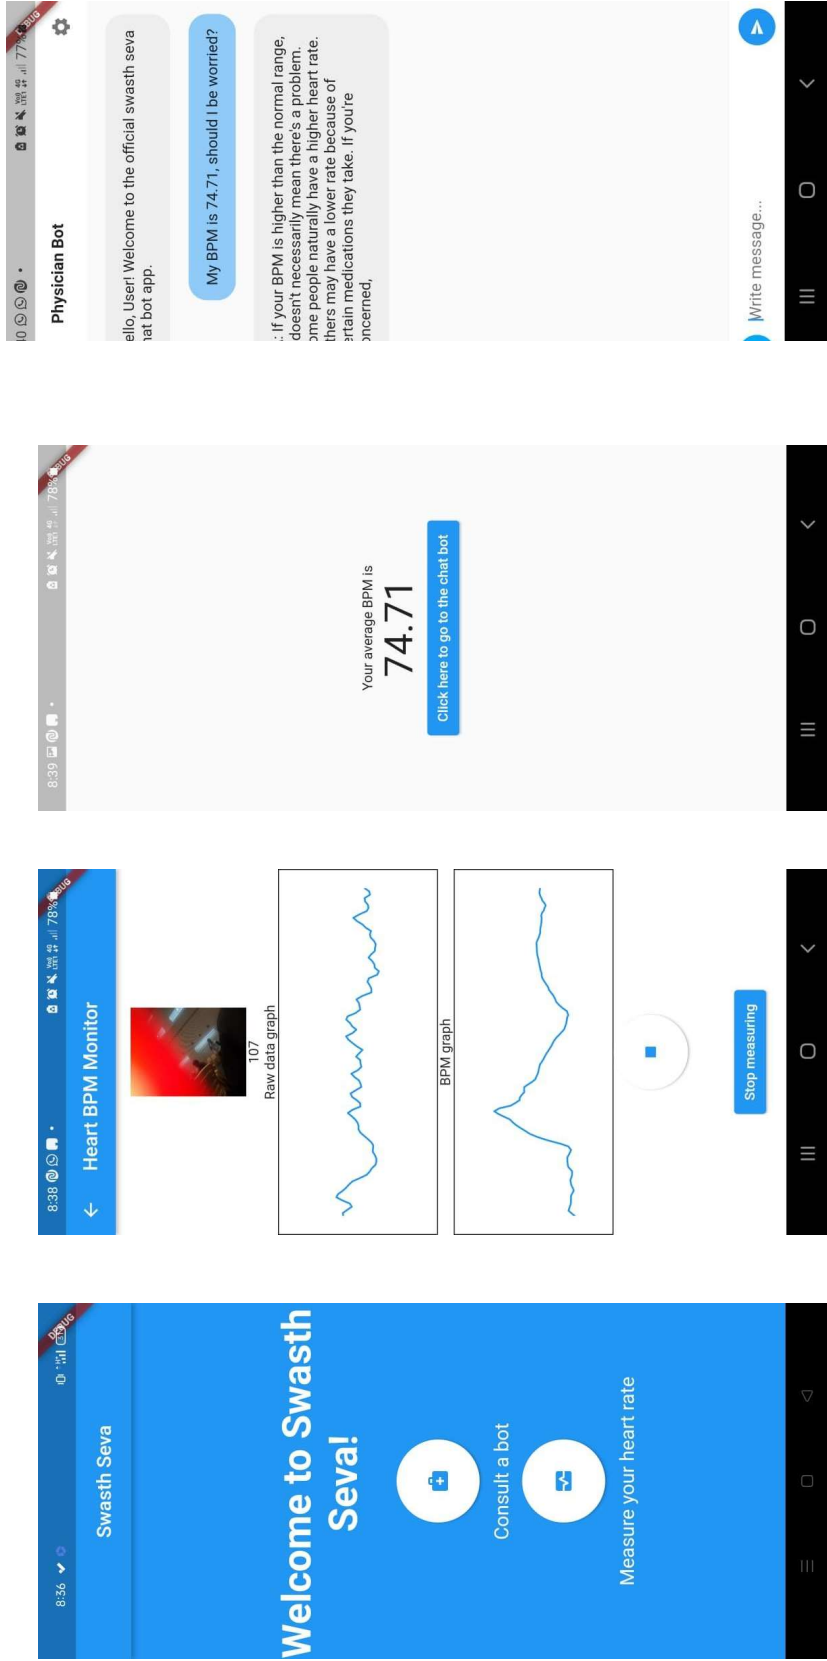 8:36
DEBUG
Swasth Seva
Welcome to Swasth
Seva!
Consult a bot
Measure your heart rate
8:38
78%
BUG
Heart BPM Monitor
107
Raw data graph
BPM graph
Stop measuring
8:39
78%
BUG
Your average BPM is
74.71
Click here to go to the chat bot
77%
BUG
Physician Bot
ello, User! Welcome to the official swasth seva
hat bot app.
My BPM is 74.71, should I be worried?
: If your BPM is higher than the normal range,
doesn't necessarily mean there's a problem.
ome people naturally have a higher heart rate.
thers may have a lower rate because of
ertain medications they take. If you're
oncerned,
Write message...